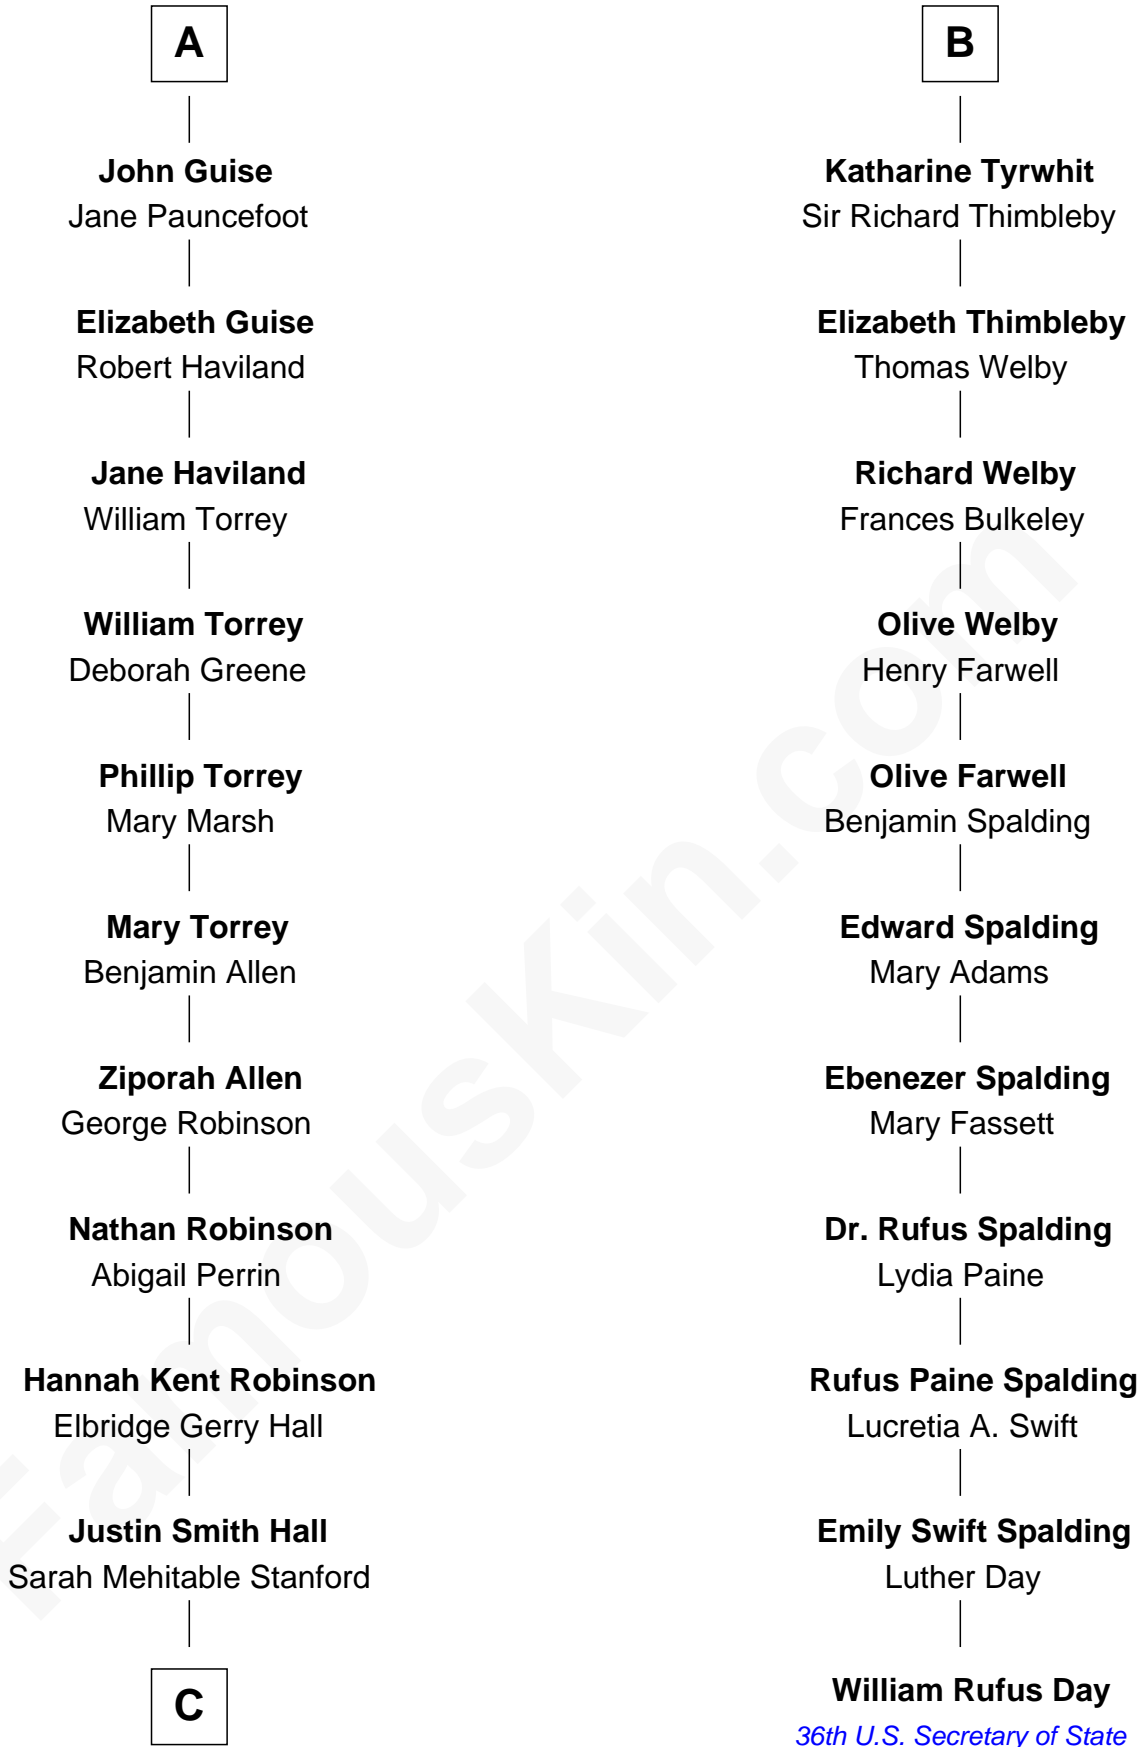 A
John Guise
Jane Pauncefoot
Elizabeth Guise
Robert Haviland
Jane Haviland
William Torrey
William Torrey
Deborah Greene
Phillip Torrey
Mary Marsh
Mary Torrey
Benjamin Allen
Ziporah Allen
George Robinson
Nathan Robinson
Abigail Perrin
Hannah Kent Robinson
Elbridge Gerry Hall
Justin Smith Hall
Sarah Mehitable Stanford
C
B
Katharine Tyrwhit
Sir Richard Thimbleby
Elizabeth Thimbleby
Thomas Welby
Richard Welby
Frances Bulkeley
Olive Welby
Henry Farwell
Olive Farwell
Benjamin Spalding
Edward Spalding
Mary Adams
Ebenezer Spalding
Mary Fassett
Dr. Rufus Spalding
Lydia Paine
Rufus Paine Spalding
Lucretia A. Swift
Emily Swift Spalding
Luther Day
William Rufus Day
36th U.S. Secretary of State
FamousKin.com